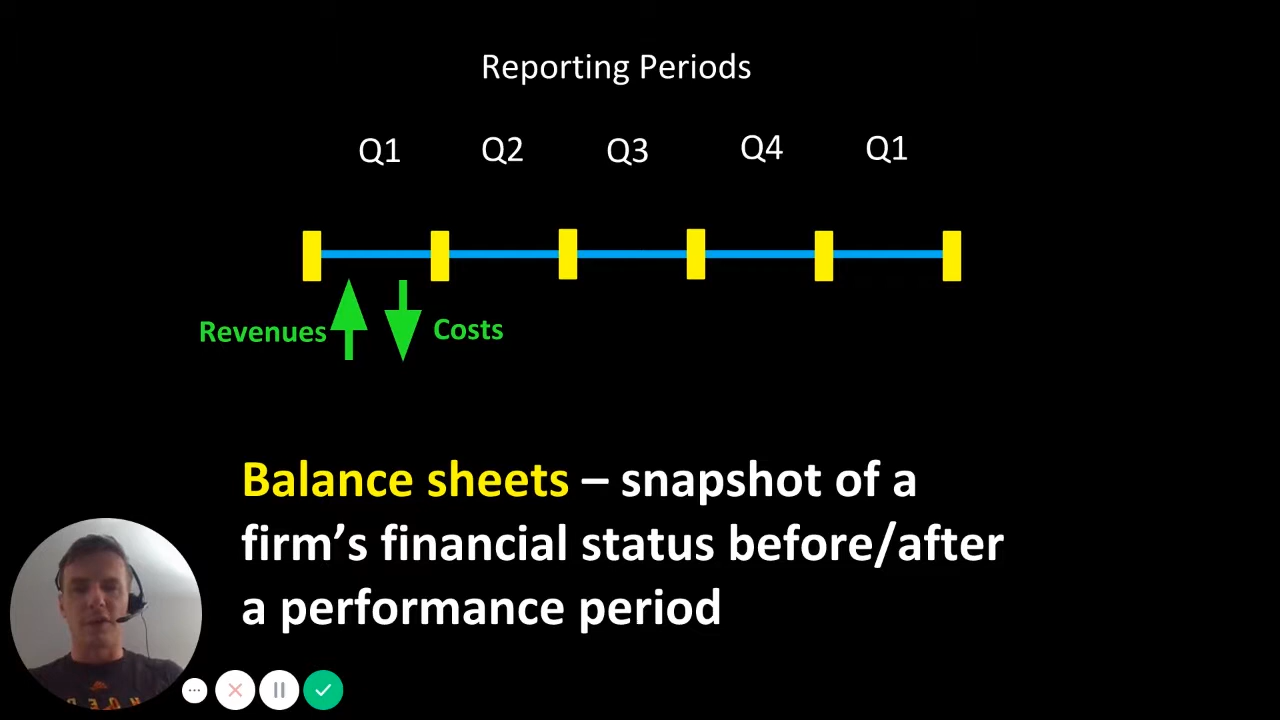 Reporting Periods
Q1 Q2 Q3 Q4 Q1
Revenues Costs
Balance sheets – snapshot of a
firm’s financial status before/after
a performance period